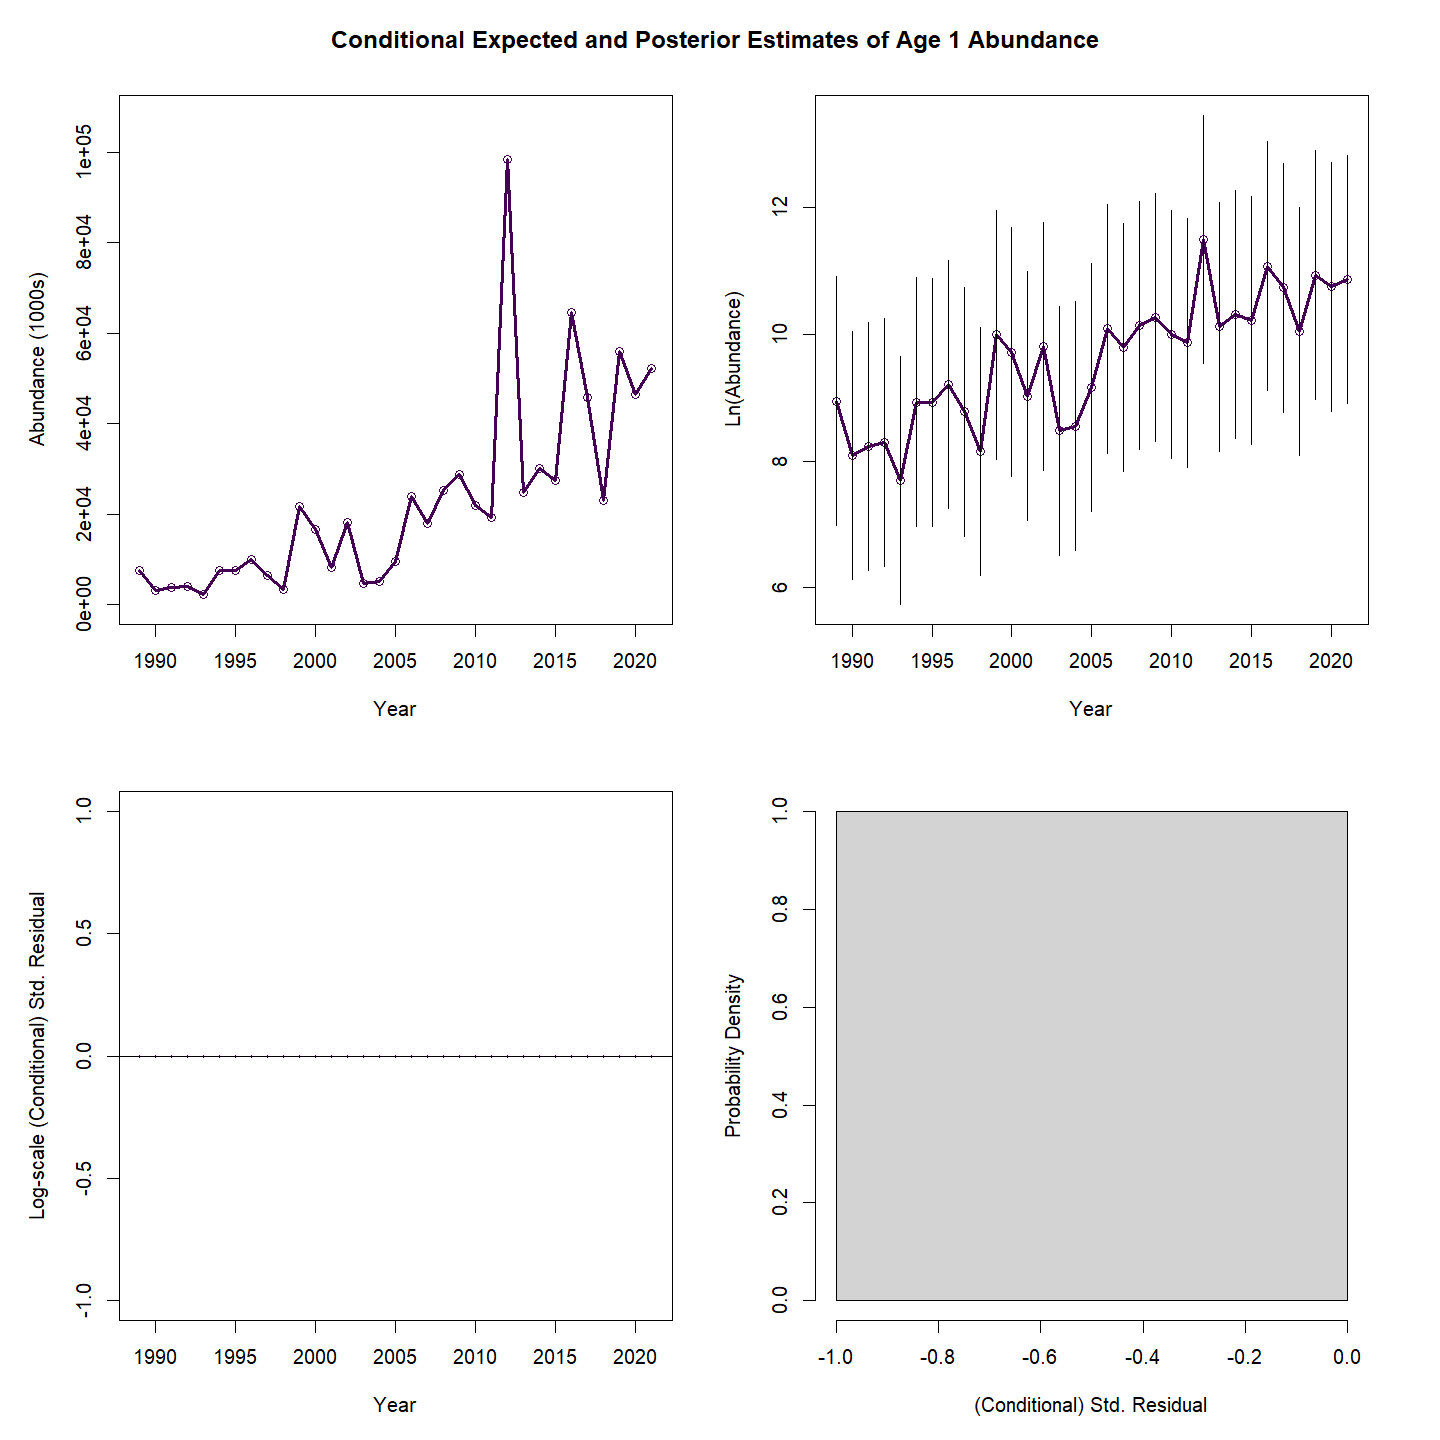 Conditional Expected and Posterior Estimates of Age 1 Abundance
Abundance (1000s)
0e+00 2e+04 4e+04 6e+04 8e+04 1e+05
1990 1995 2000 2005 2010 2015 2020
Year
Ln(Abundance)
6 8 10 12
1990 1995 2000 2005 2010 2015 2020
Year
Log-scale (Conditional) Std. Residual
-1.0 -0.5 0.0 0.5 1.0
1990 1995 2000 2005 2010 2015 2020
Year
Probability Density
0.0 0.2 0.4 0.6 0.8 1.0
-1.0 -0.8 -0.6 -0.4 -0.2 0.0
(Conditional) Std. Residual